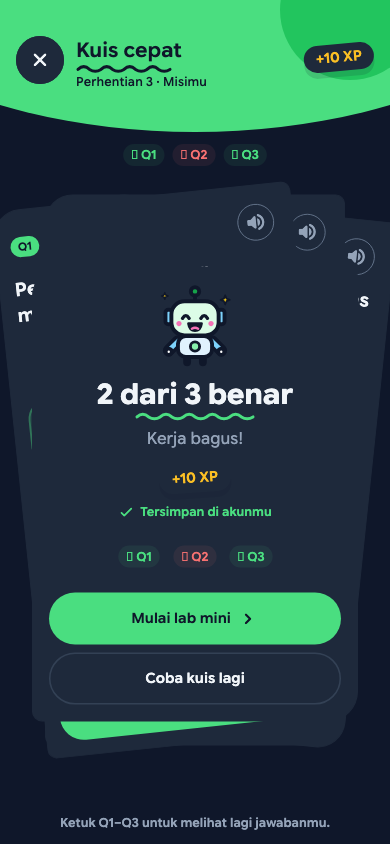 Kuis cepat
Perhentian 3 · Misimu
+10 XP
Q1 Q2 Q3
Q1
2 dari 3 benar
Kerja bagus!
+10 XP
Tersimpan di akunmu
Q1 Q2 Q3
Mulai lab mini
Coba kuis lagi
Ketuk Q1–Q3 untuk melihat lagi jawabanmu.